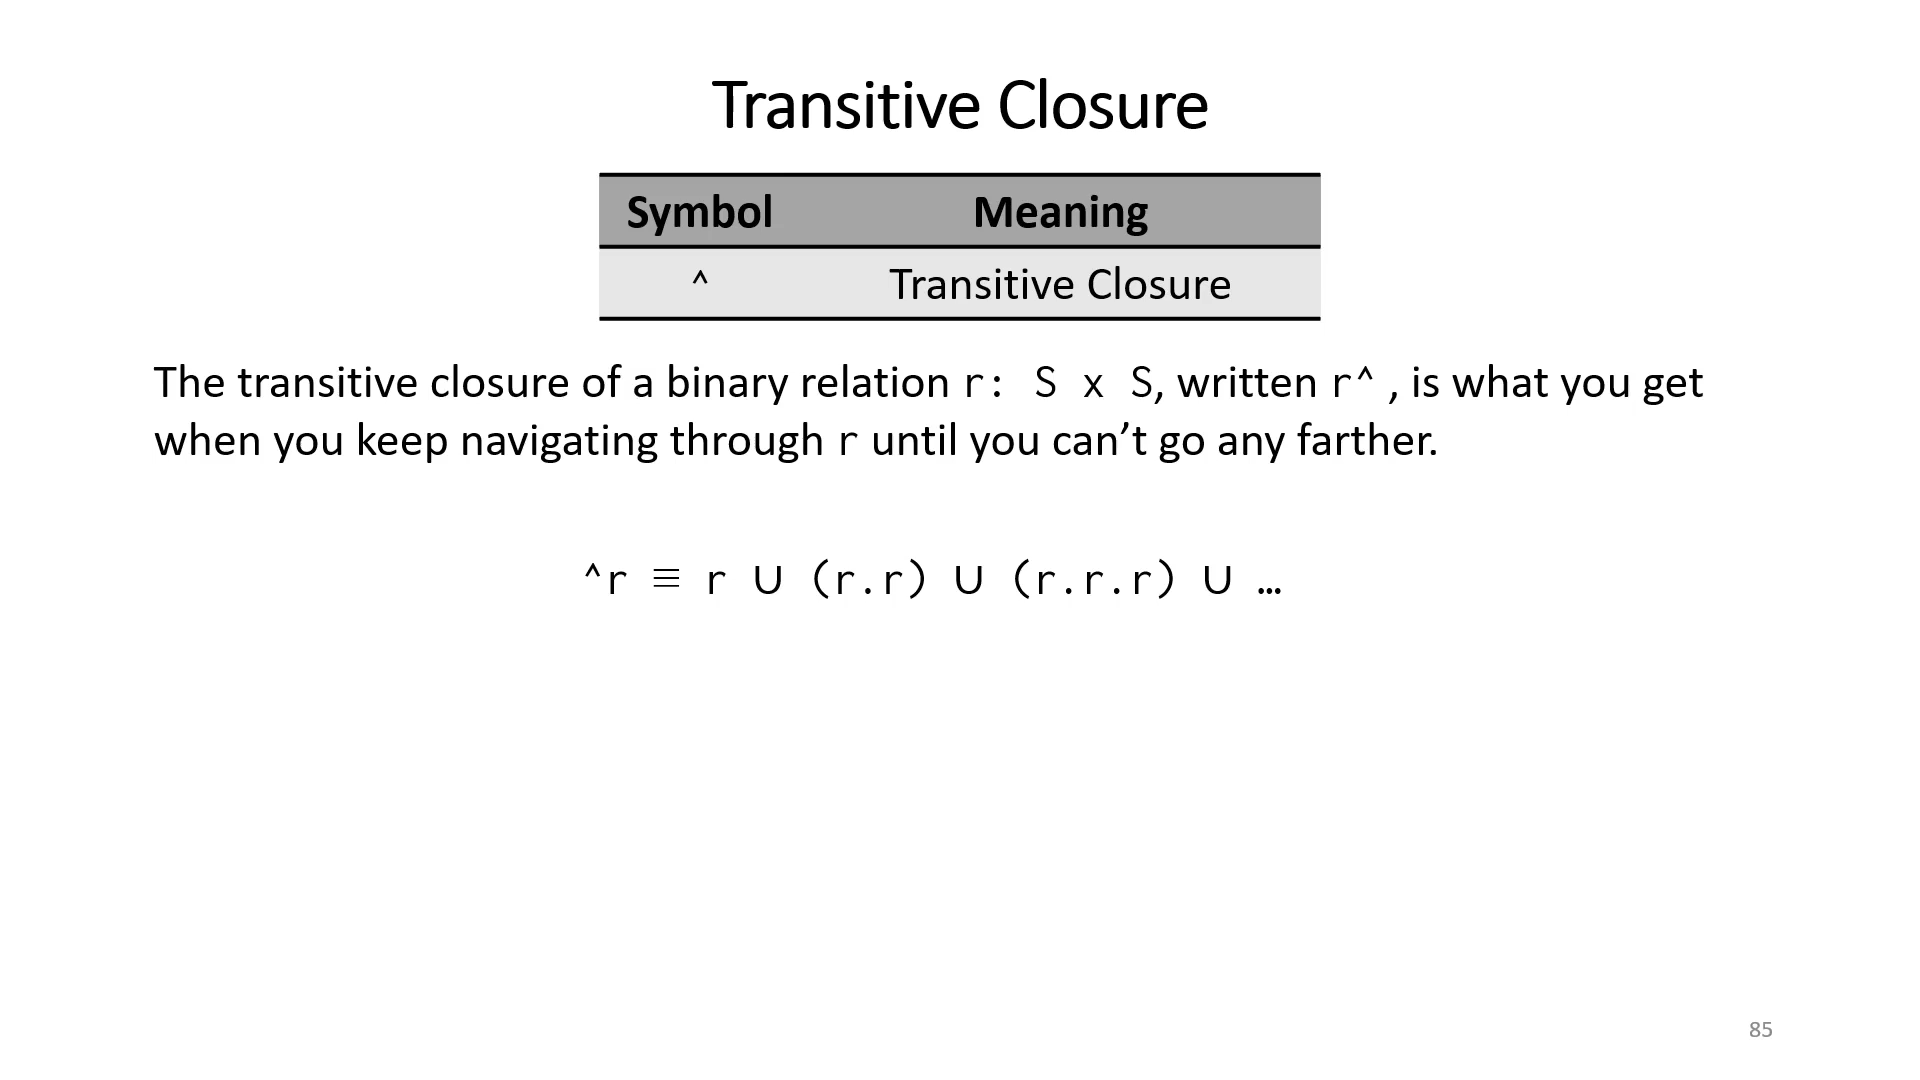 Transitive Closure
Symbol Meaning
^ Transitive Closure
The transitive closure of a binary relation r: S x S, written r^ , is what you get
when you keep navigating through r until you can’t go any farther.
^r ≡ r ∪ (r.r) ∪ (r.r.r) ∪ …
85